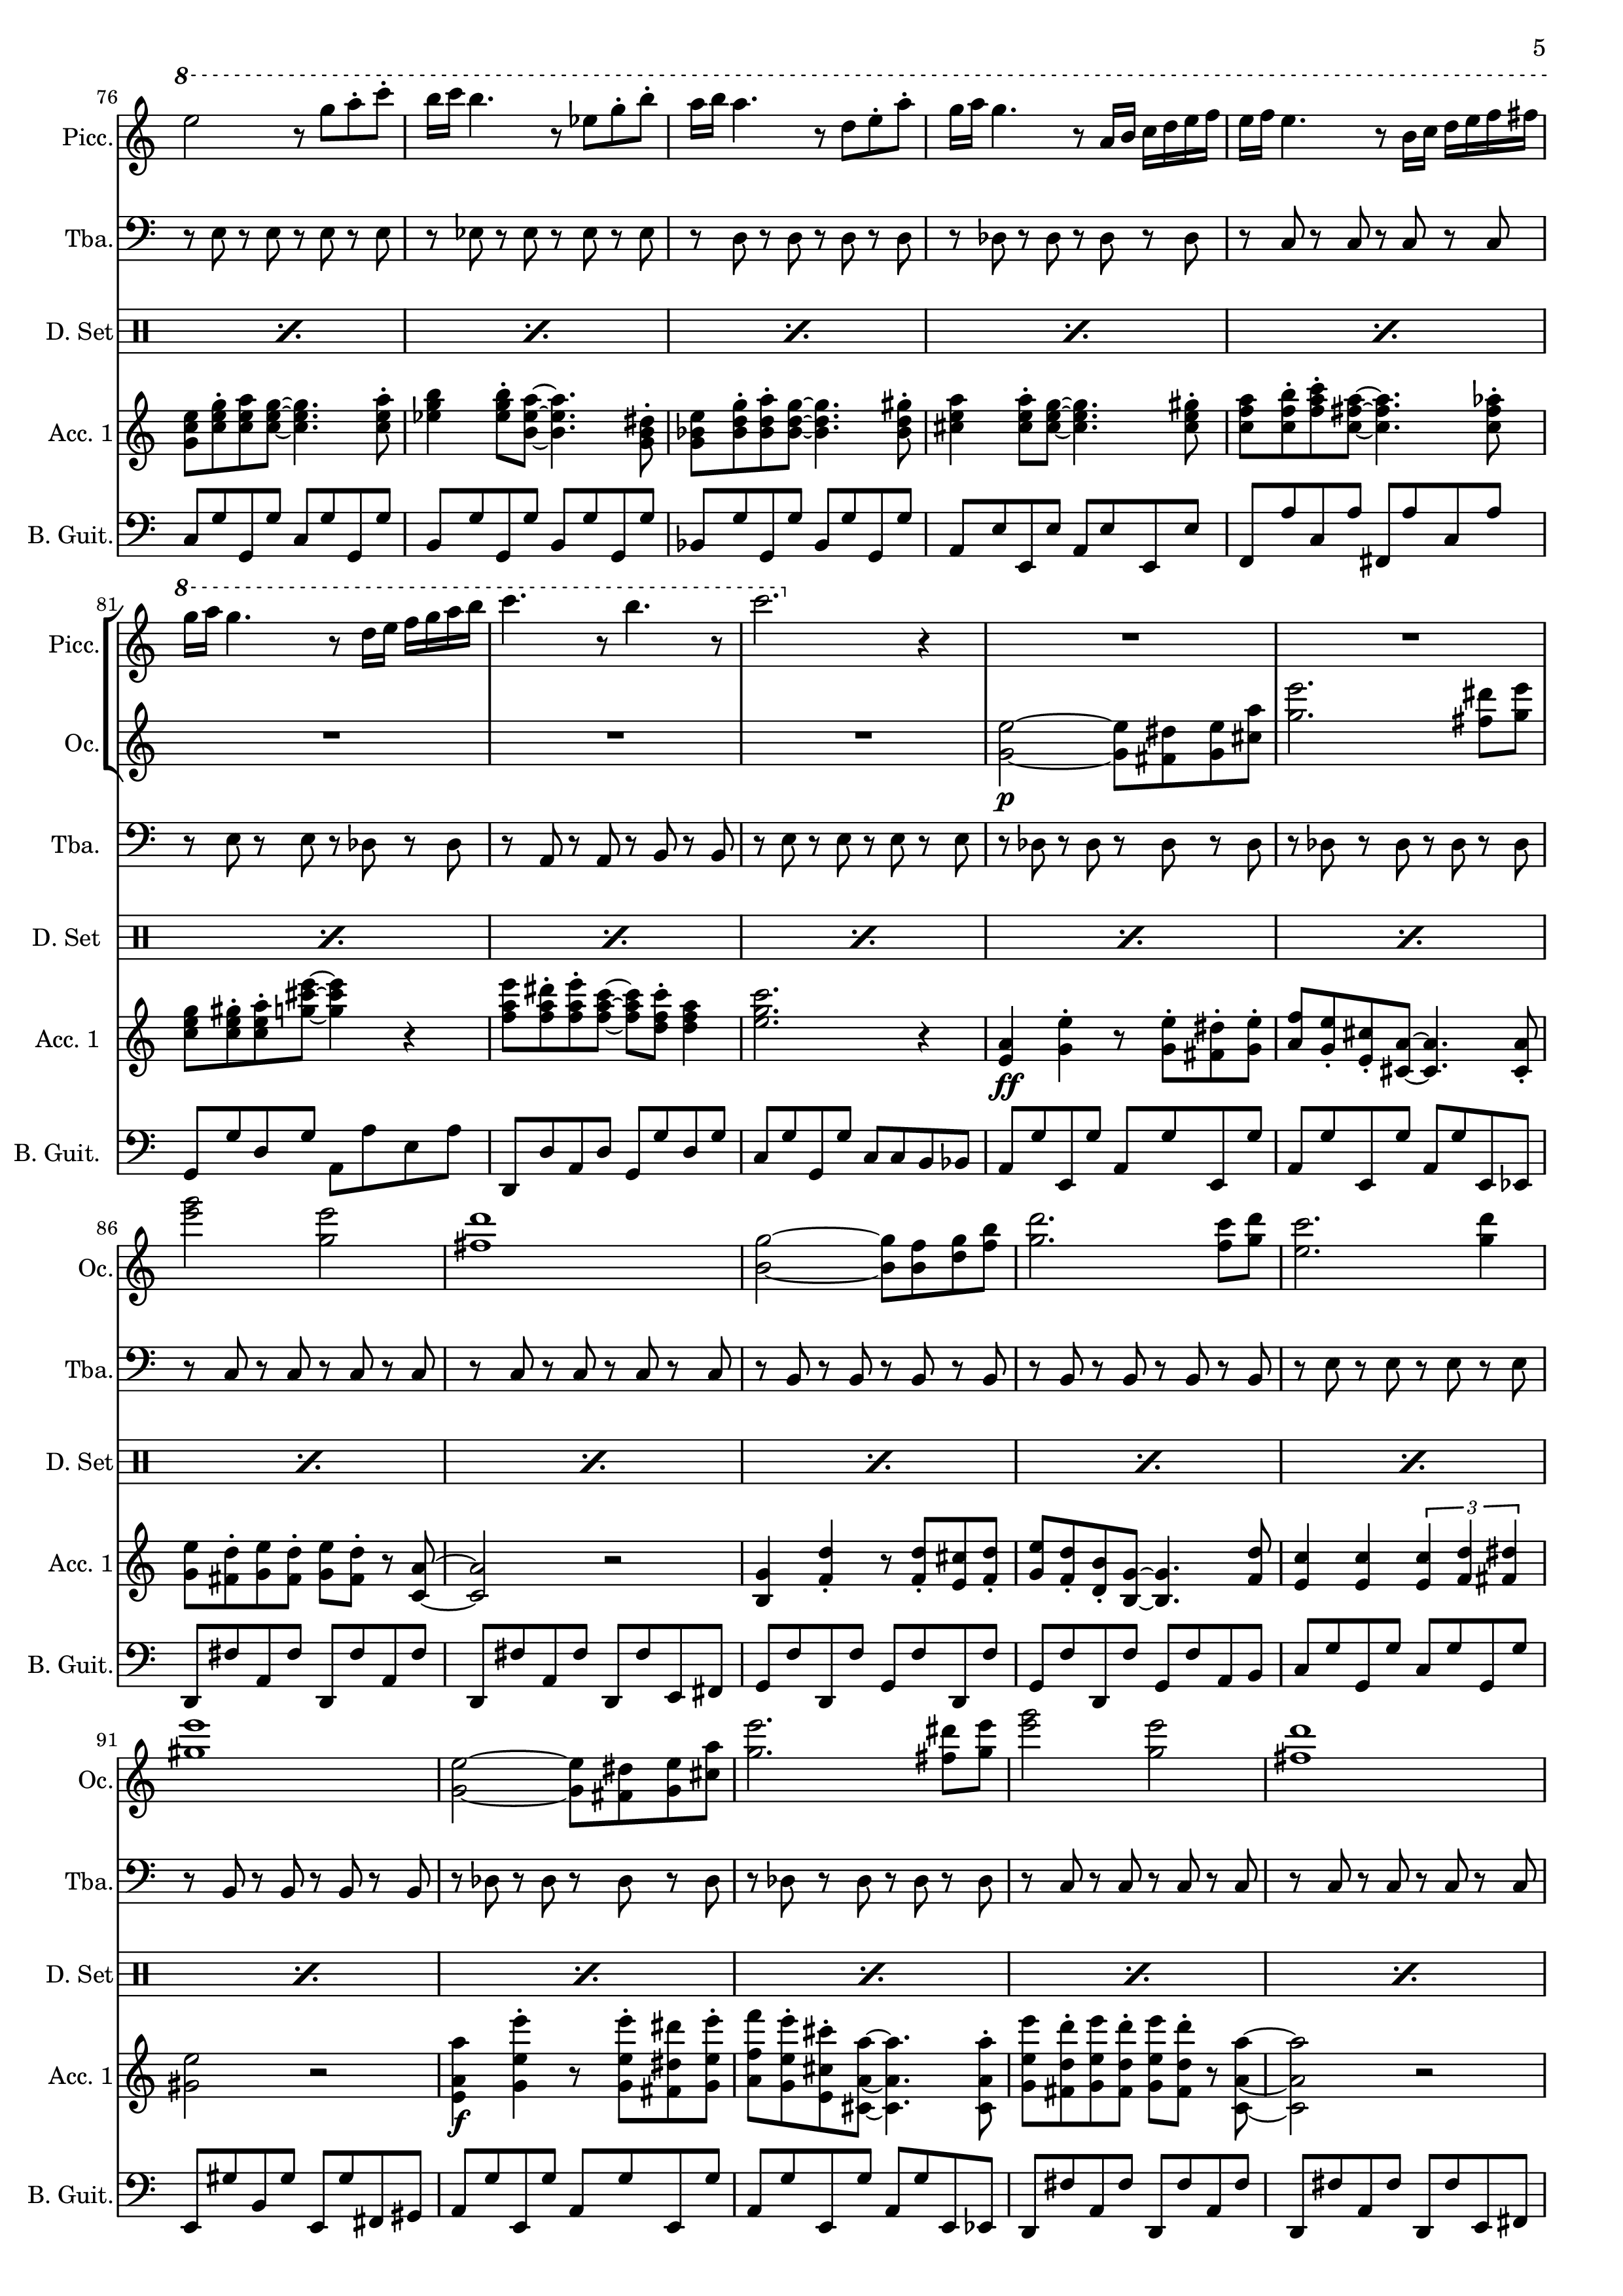 5
8
76
Picc.
Tba.
D. Set
Acc. 1
B. Guit.
8
81
Picc.
Oc.
p
Tba.
D. Set
Acc. 1
ff
B. Guit.
86
Oc.
Tba.
D. Set
3
Acc. 1
B. Guit.
91
Oc.
Tba.
D. Set
Acc. 1
f
B. Guit.